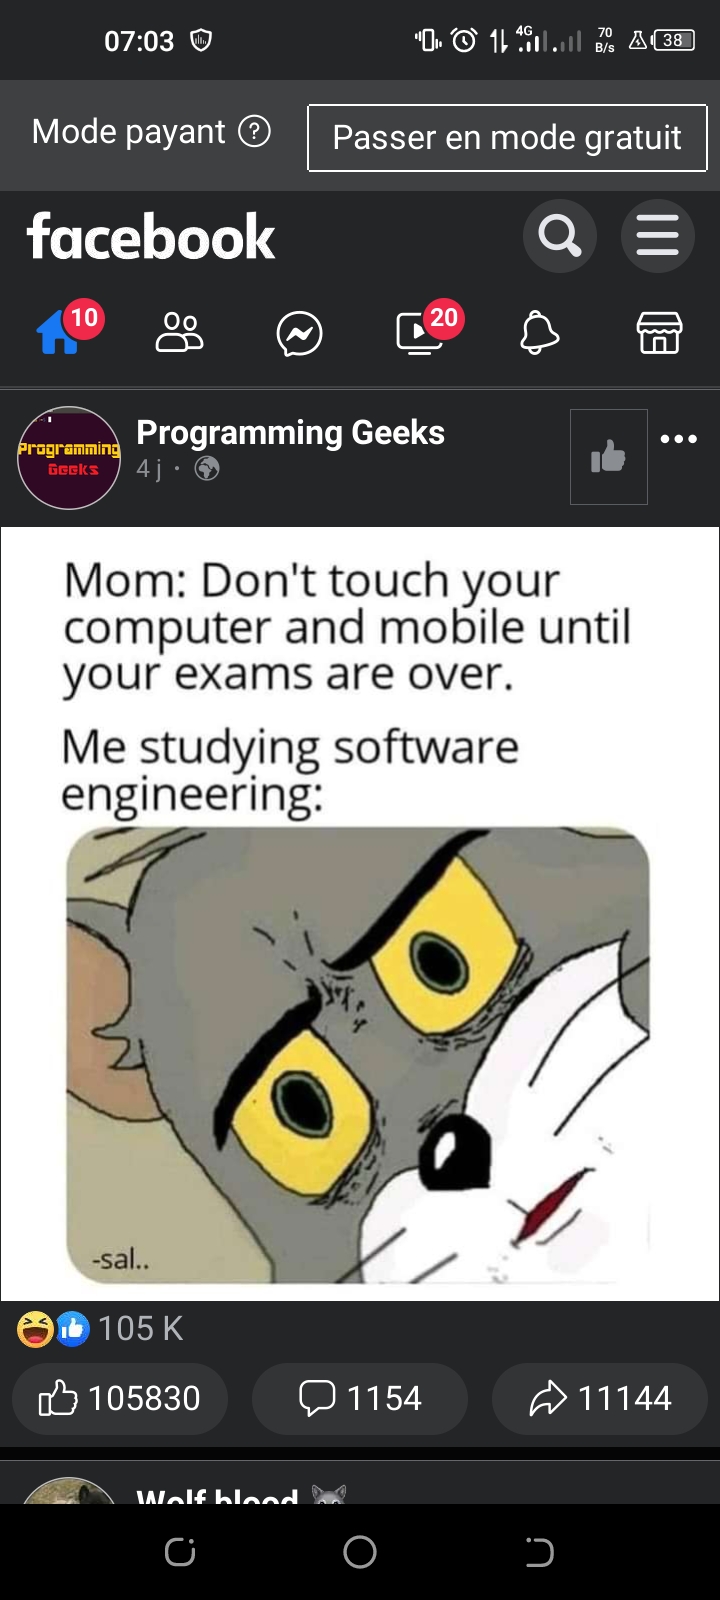 07:03
4G
70
B/s
38
Mode payant ?
Passer en mode gratuit
facebook
10
20
Programming
Geeks
Programming Geeks
4 j ·
Mom: Don't touch your
computer and mobile until
your exams are over.
Me studying software
engineering:
-sal..
105 K
105830
1154
11144
Wolf blood